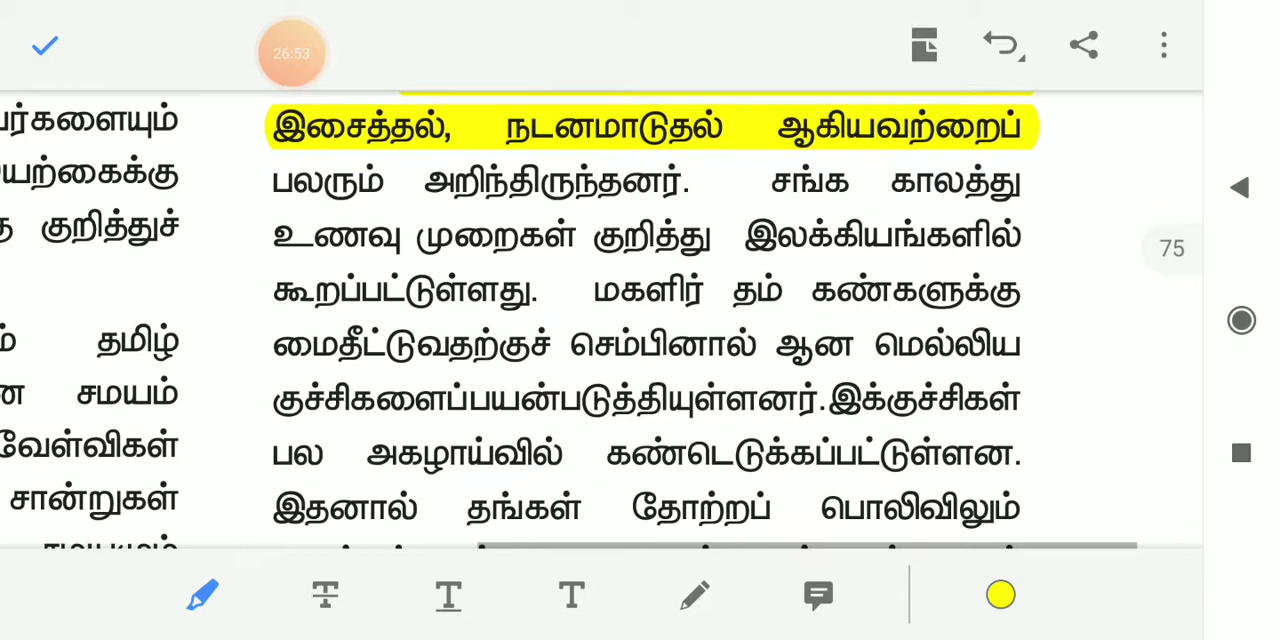 26:53
யற்கைக்கு
குறித்துச்
தமிழ்
சமயம்
வேள்விகள்
சான்றுகள்
இசைத்தல், நடனமாடுதல் ஆகியவற்றைப்
பலரும் அறிந்திருந்தனர். சங்க காலத்து
உணவு முறைகள் குறித்து இலக்கியங்களில்
கூறப்பட்டுள்ளது. மகளிர் தம் கண்களுக்கு
மைதீட்டுவதற்குச் செம்பினால் ஆன மெல்லிய
குச்சிகளைப்பயன்படுத்தியுள்ளனர்.இக்குச்சிகள்
பல அகழாய்வில் கண்டெடுக்கப்பட்டுள்ளன.
இதனால் தங்கள் தோற்றப் பொலிவிலும்
75